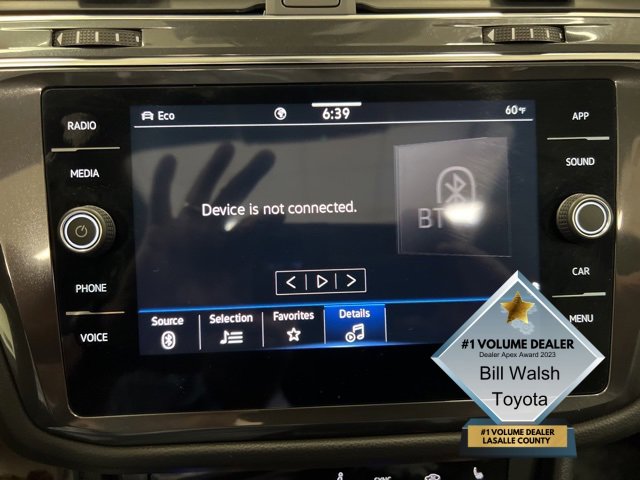 Eco
6:39
60°F
RADIO
MEDIA
PHONE
VOICE
APP
SOUND
CAR
MENU
Device is not connected.
BT
Source
Selection
Favorites
Details
#1 VOLUME DEALER
Dealer Apex Award 2023
Bill Walsh
Toyota
#1 VOLUME DEALER
LASALLE COUNTY
SYNC